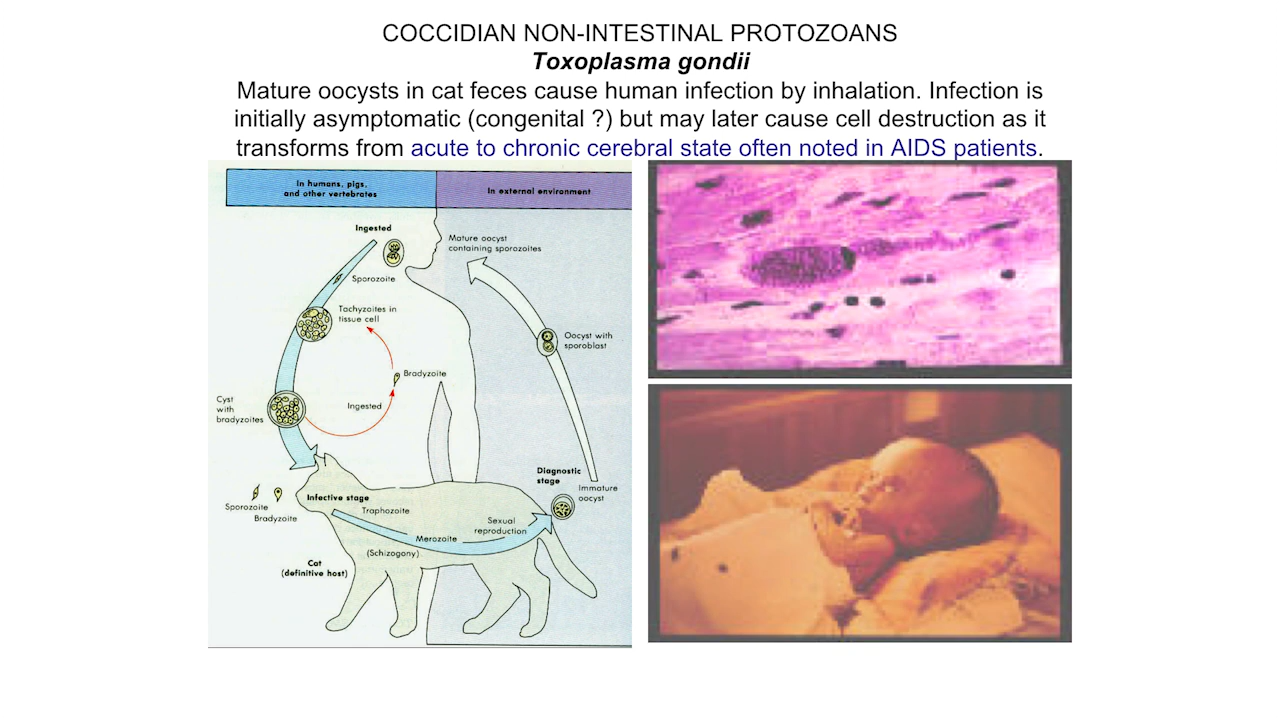 COCCIDIAN NON-INTESTINAL PROTOZOANS
Toxoplasma gondii
Mature oocysts in cat feces cause human infection by inhalation. Infection is
initially asymptomatic (congenital ?) but may later cause cell destruction as it
transforms from acute to chronic cerebral state often noted in AIDS patients.
In humans, pigs,
and other vertebrates
In external environment
Ingested
Mature oocyst
containing sporozoites
Sporozoite
Tachyzoites in
tissue cell
Oocyst with
sporoblast
Bradyzoite
Cyst
with
bradyzoites
Ingested
Diagnostic
stage
Immature
oocyst
Sporozoite
Bradyzoite
Infective stage
Traphozoite
Sexual
reproduction
Merozoite
(Schizogony)
Cat
(definitive host)